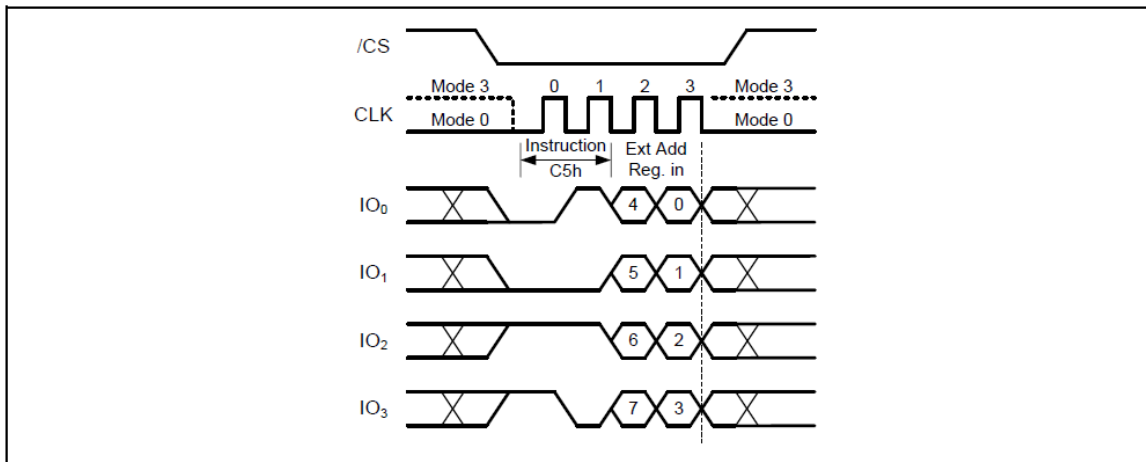 /CS
Mode 3 0 1 2 3 Mode 3
CLK
Mode 0 Mode 0
Instruction Ext Add
C5h Reg. in
IO0 4 0
IO1 5 1
IO2 6 2
IO3 7 3